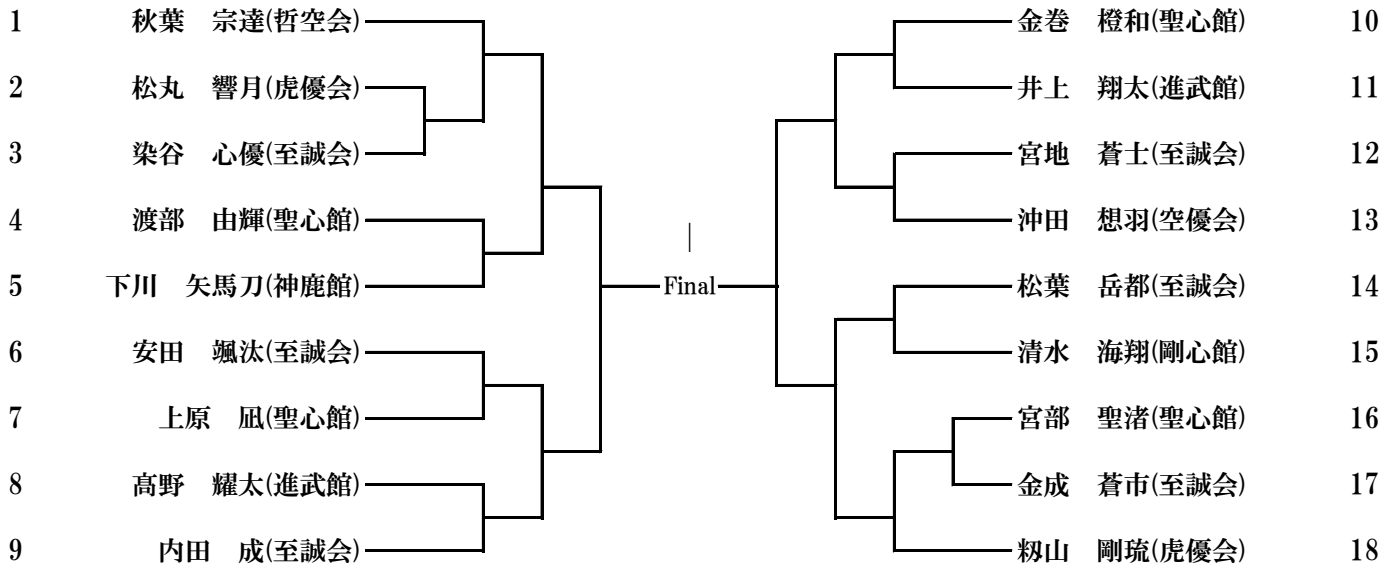 1 秋葉　宗達(哲空会)
2 松丸　響月(虎優会)
3 染谷　心優(至誠会)
4 渡部　由輝(聖心館)
5 下川　矢馬刀(神鹿館)
6 安田　颯汰(至誠会)
7 上原　凪(聖心館)
8 髙野　耀太(進武館)
9 内田　成(至誠会)
Final
金巻　橙和(聖心館) 10
井上　翔太(進武館) 11
宮地　蒼士(至誠会) 12
沖田　想羽(空優会) 13
松葉　岳都(至誠会) 14
清水　海翔(剛心館) 15
宮部　聖渚(聖心館) 16
金成　蒼市(至誠会) 17
籾山　剛琉(虎優会) 18